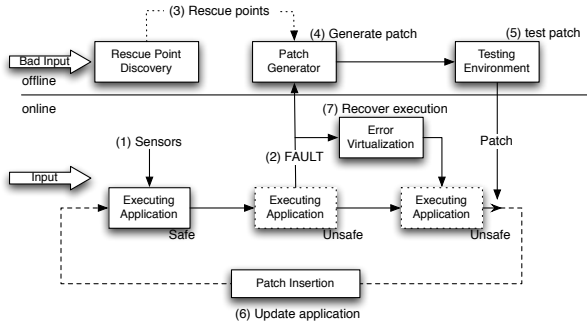 (3) Rescue points
(4) Generate patch
(5) test patch
Bad Input
Rescue Point
Discovery
Patch
Generator
Testing
Environment
offline
online
(7) Recover execution
(1) Sensors
Error
Virtualization
(2) FAULT
Patch
Input
Executing
Application
Executing
Application
Executing
Application
Safe
Unsafe
Unsafe
Patch Insertion
(6) Update application